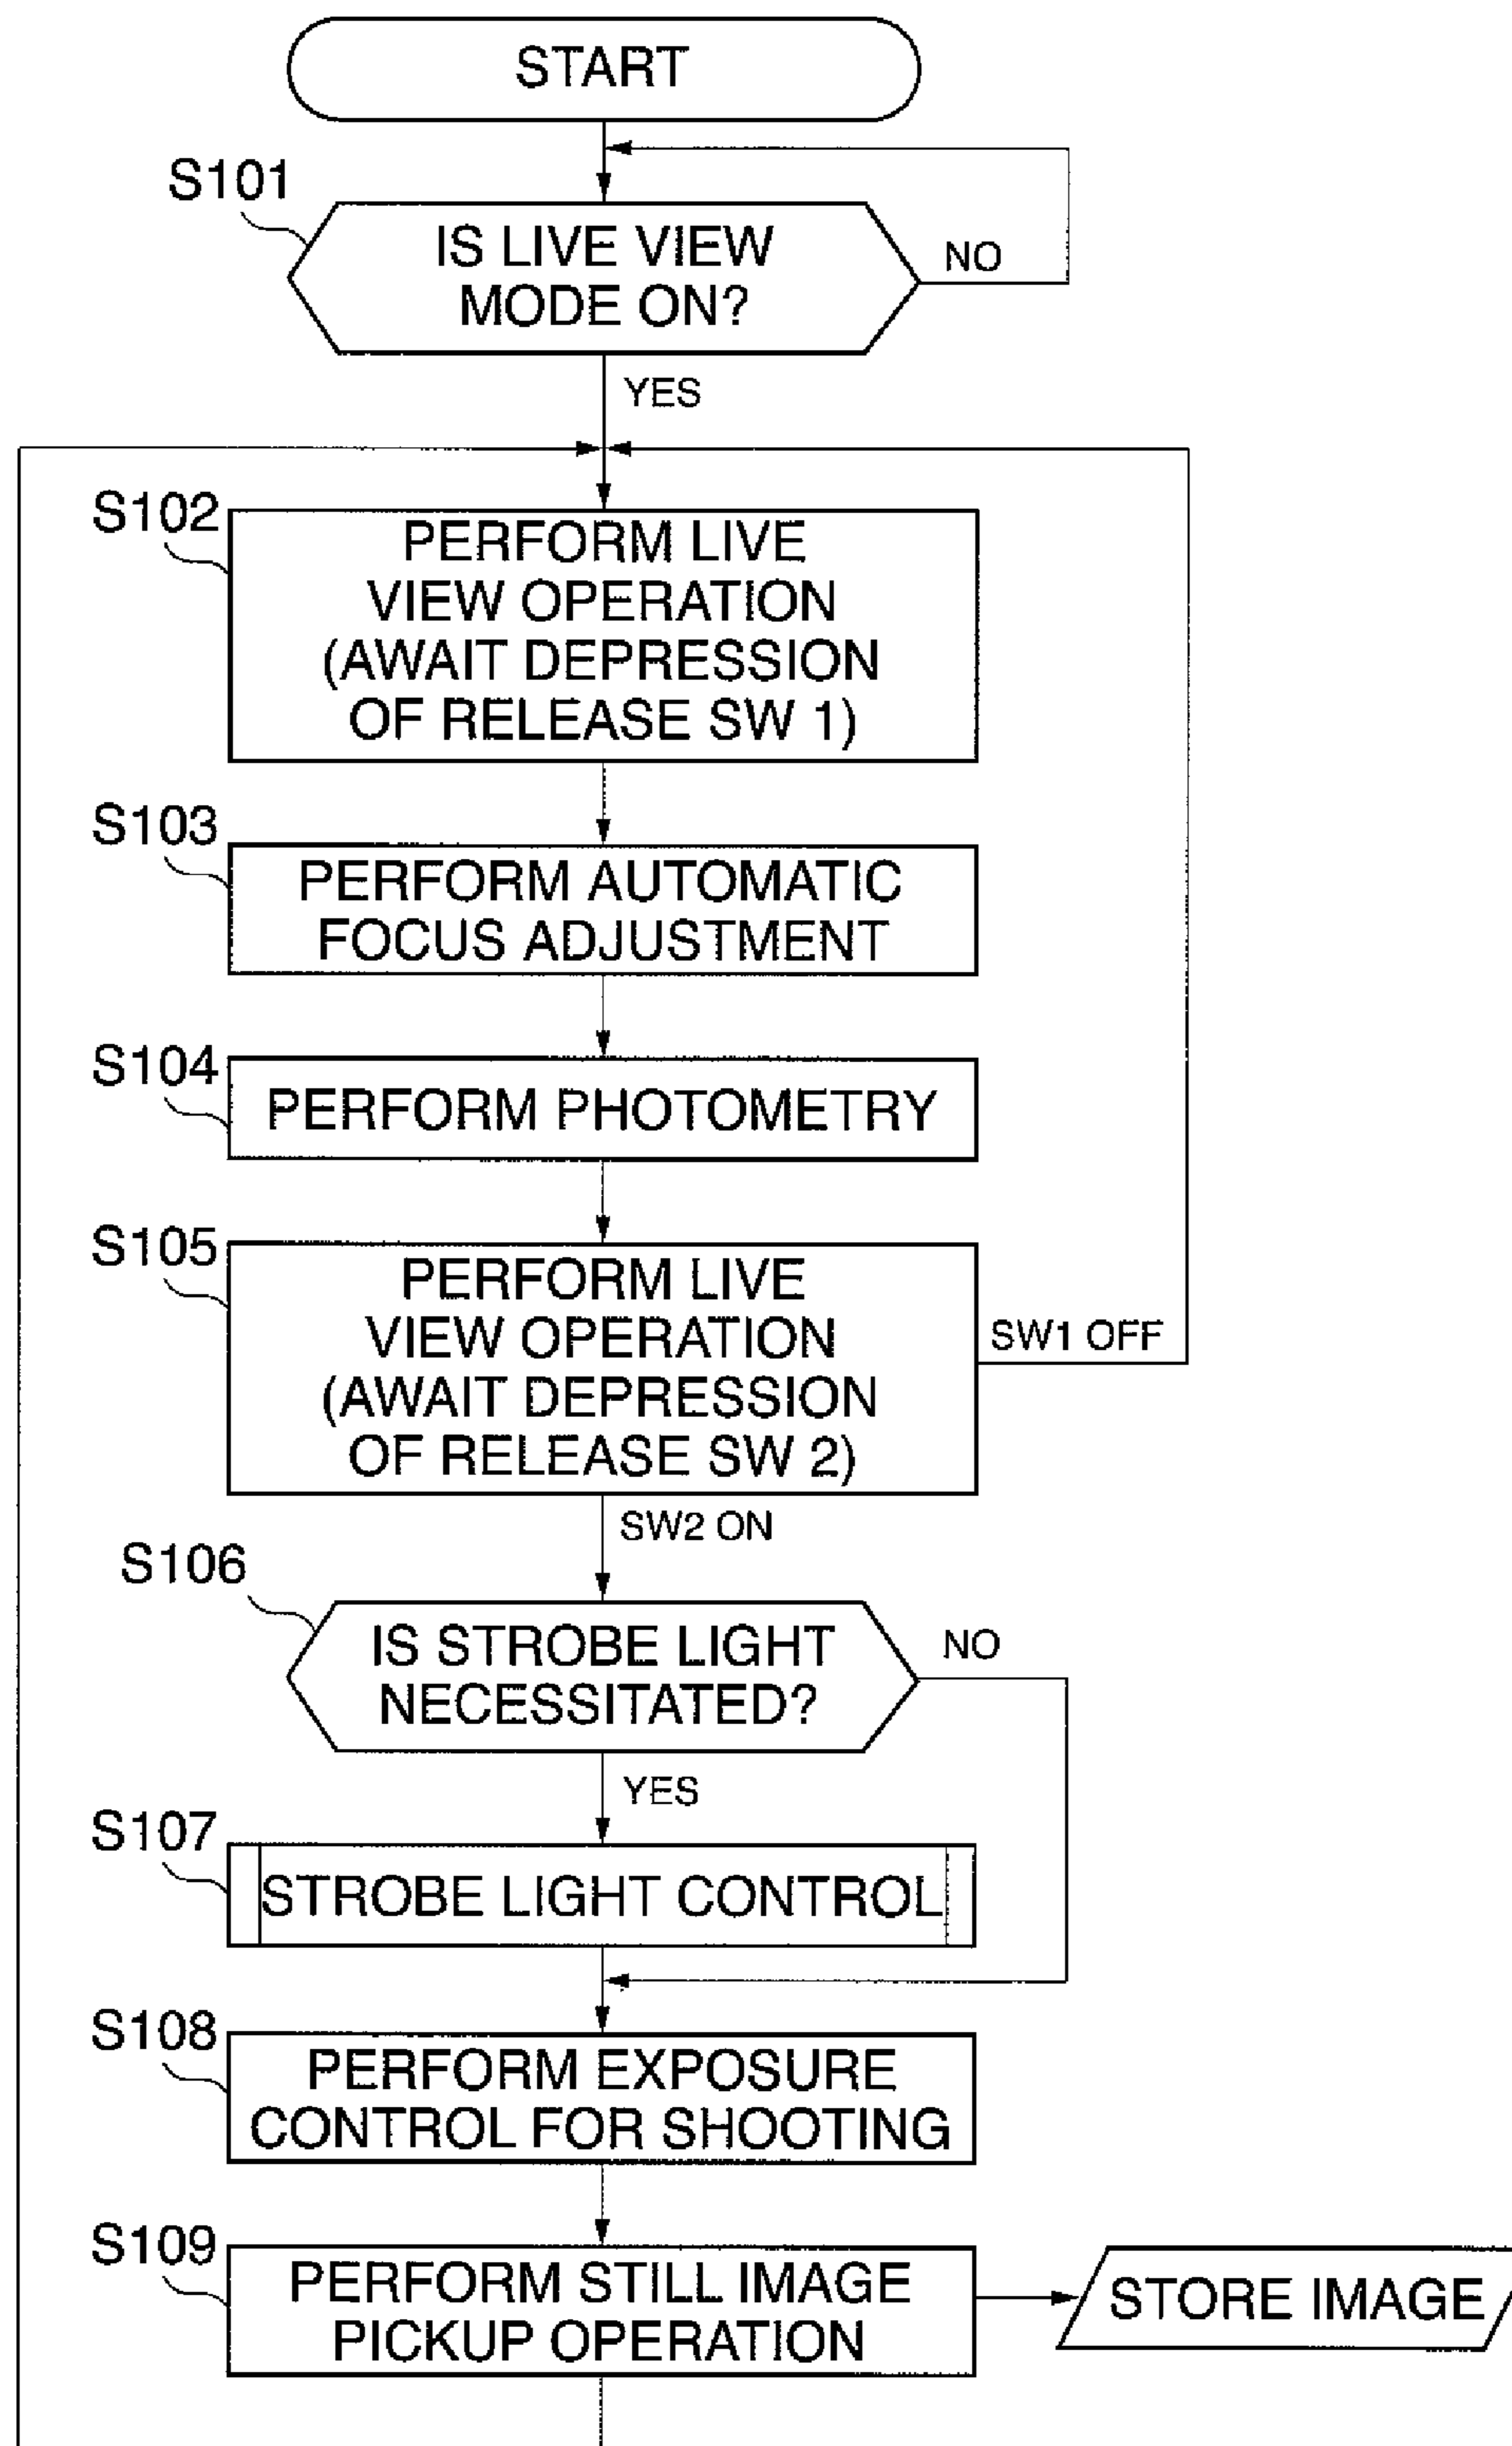 START
S101
IS LIVE VIEW
MODE ON?
NO
YES
S102
PERFORM LIVE
VIEW OPERATION
(AWAIT DEPRESSION
OF RELEASE SW 1)
S103
PERFORM AUTOMATIC
FOCUS ADJUSTMENT
S104
PERFORM PHOTOMETRY
S105
PERFORM LIVE
VIEW OPERATION
(AWAIT DEPRESSION
OF RELEASE SW 2)
SW1 OFF
SW2 ON
S106
IS STROBE LIGHT
NECESSITATED?
NO
YES
S107
STROBE LIGHT CONTROL
S108
PERFORM EXPOSURE
CONTROL FOR SHOOTING
S109
PERFORM STILL IMAGE
PICKUP OPERATION
STORE IMAGE